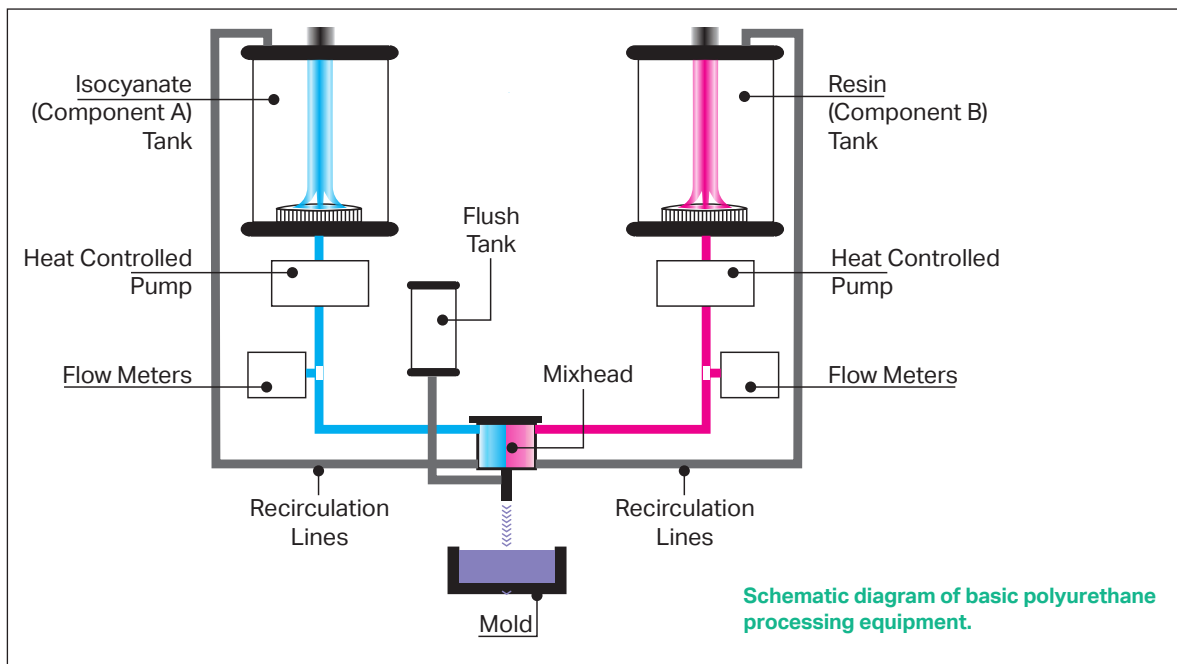 Isocyanate
(Component A)
Tank
Resin
(Component B)
Tank
Flush
Tank
Heat Controlled
Pump
Heat Controlled
Pump
Flow Meters
Mixhead
Flow Meters
Recirculation
Lines
Recirculation
Lines
Mold
Schematic diagram of basic polyurethane
processing equipment.